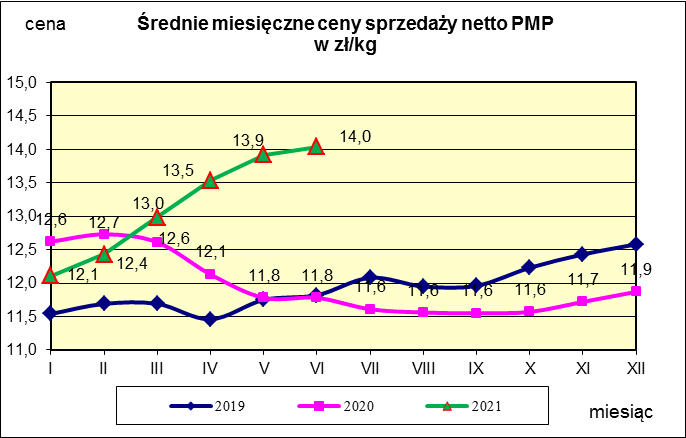 cena
Średnie miesięczne ceny sprzedaży netto PMP
w zł/kg
15,0
14,5
14,0
13,5
13,0
12,5
12,0
11,5
11,0
12,6
12,7
12,6
12,1
11,8
11,8
11,6
11,6
11,6
11,6
11,7
11,9
12,1
12,4
13,0
13,5
13,9
14,0
I
II
III
IV
V
VI
VII
VIII
IX
X
XI
XII
2019
2020
2021
miesiąc